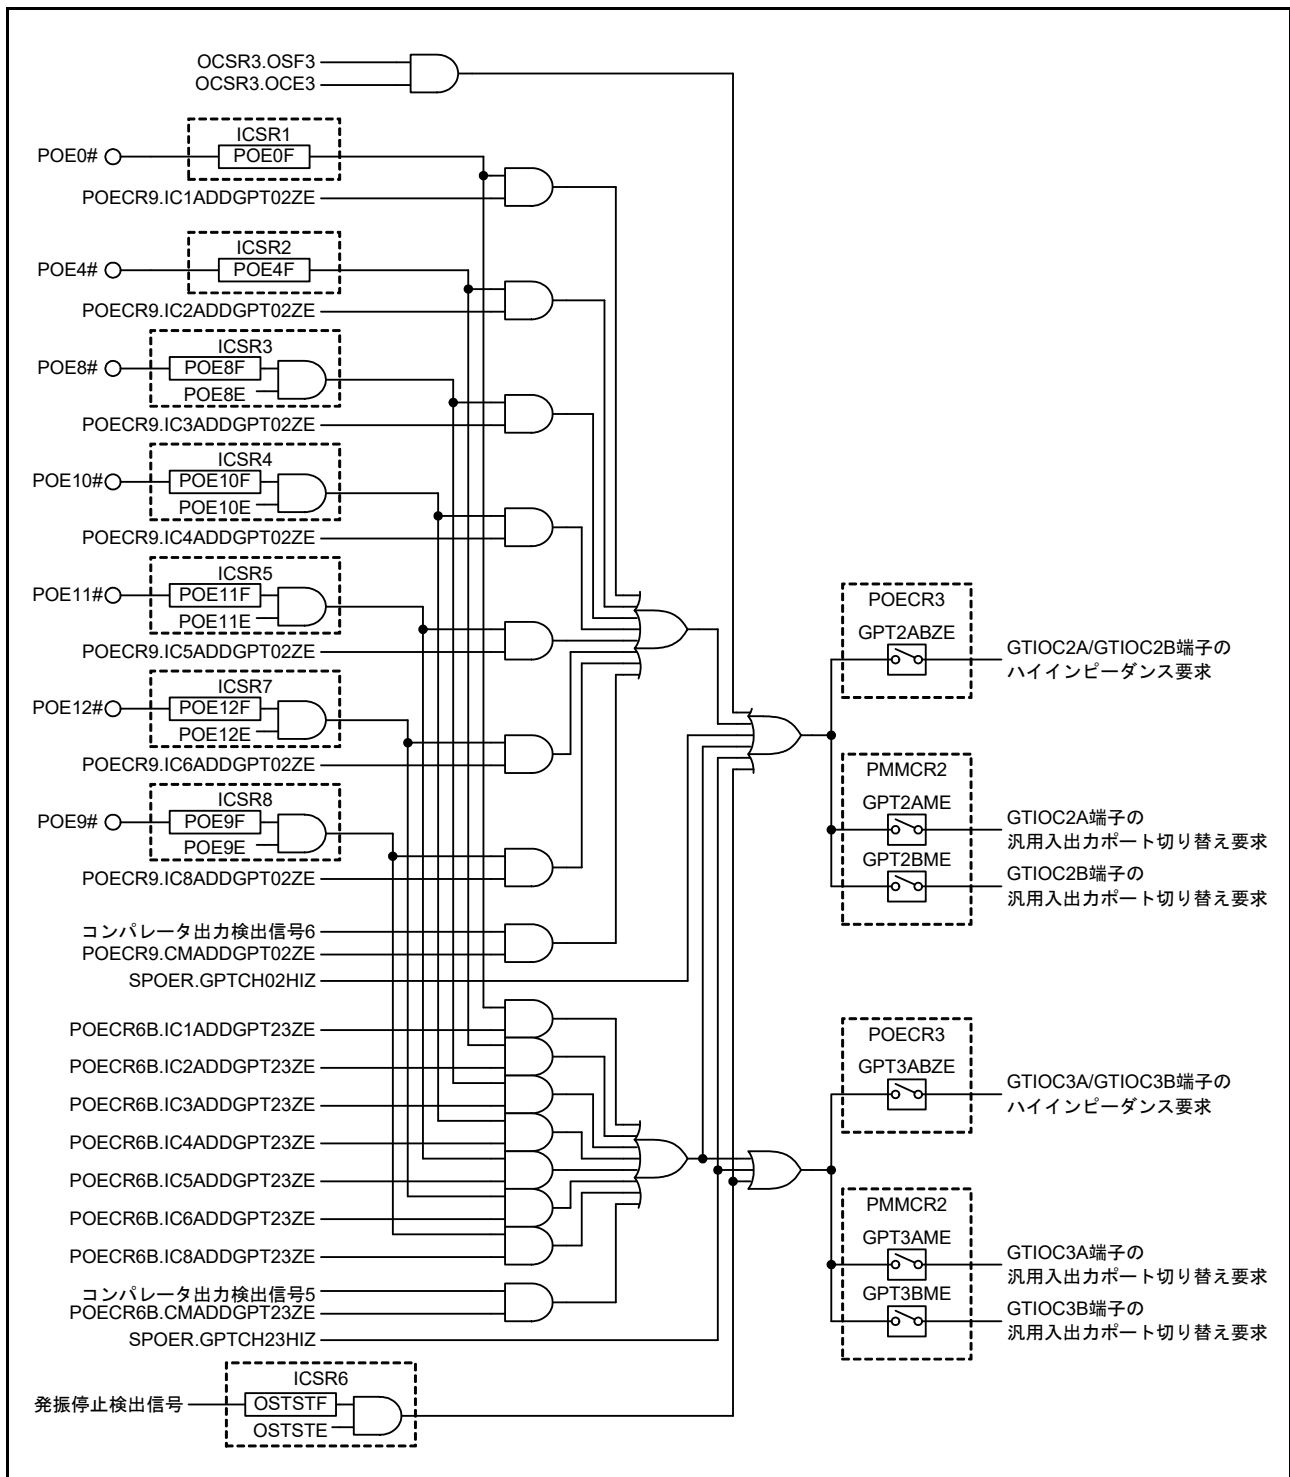 OCSR3.OSF3
OCSR3.OCE3
ICSR1
POE0#
POE0F
POECR9.IC1ADDGPT02ZE
ICSR2
POE4#
POE4F
POECR9.IC2ADDGPT02ZE
ICSR3
POE8#
POE8F
POE8E
POECR9.IC3ADDGPT02ZE
ICSR4
POE10#
POE10F
POE10E
POECR9.IC4ADDGPT02ZE
ICSR5
POE11#
POE11F
POE11E
POECR9.IC5ADDGPT02ZE
ICSR7
POE12#
POE12F
POE12E
POECR9.IC6ADDGPT02ZE
ICSR8
POE9#
POE9F
POE9E
POECR9.IC8ADDGPT02ZE
コンパレータ出力検出信号6
POECR9.CMADDGPT02ZE
SPOER.GPTCH02HIZ
POECR6B.IC1ADDGPT23ZE
POECR6B.IC2ADDGPT23ZE
POECR6B.IC3ADDGPT23ZE
POECR6B.IC4ADDGPT23ZE
POECR6B.IC5ADDGPT23ZE
POECR6B.IC6ADDGPT23ZE
POECR6B.IC8ADDGPT23ZE
コンパレータ出力検出信号5
POECR6B.CMADDGPT23ZE
SPOER.GPTCH23HIZ
ICSR6
発振停止検出信号
OSTSTF
OSTSTE
POECR3
GPT2ABZE
GTIOC2A/GTIOC2B端子の
ハイインピーダンス要求
PMMCR2
GPT2AME
GTIOC2A端子の
汎用入出力ポート切り替え要求
GPT2BME
GTIOC2B端子の
汎用入出力ポート切り替え要求
POECR3
GPT3ABZE
GTIOC3A/GTIOC3B端子の
ハイインピーダンス要求
PMMCR2
GPT3AME
GTIOC3A端子の
汎用入出力ポート切り替え要求
GPT3BME
GTIOC3B端子の
汎用入出力ポート切り替え要求